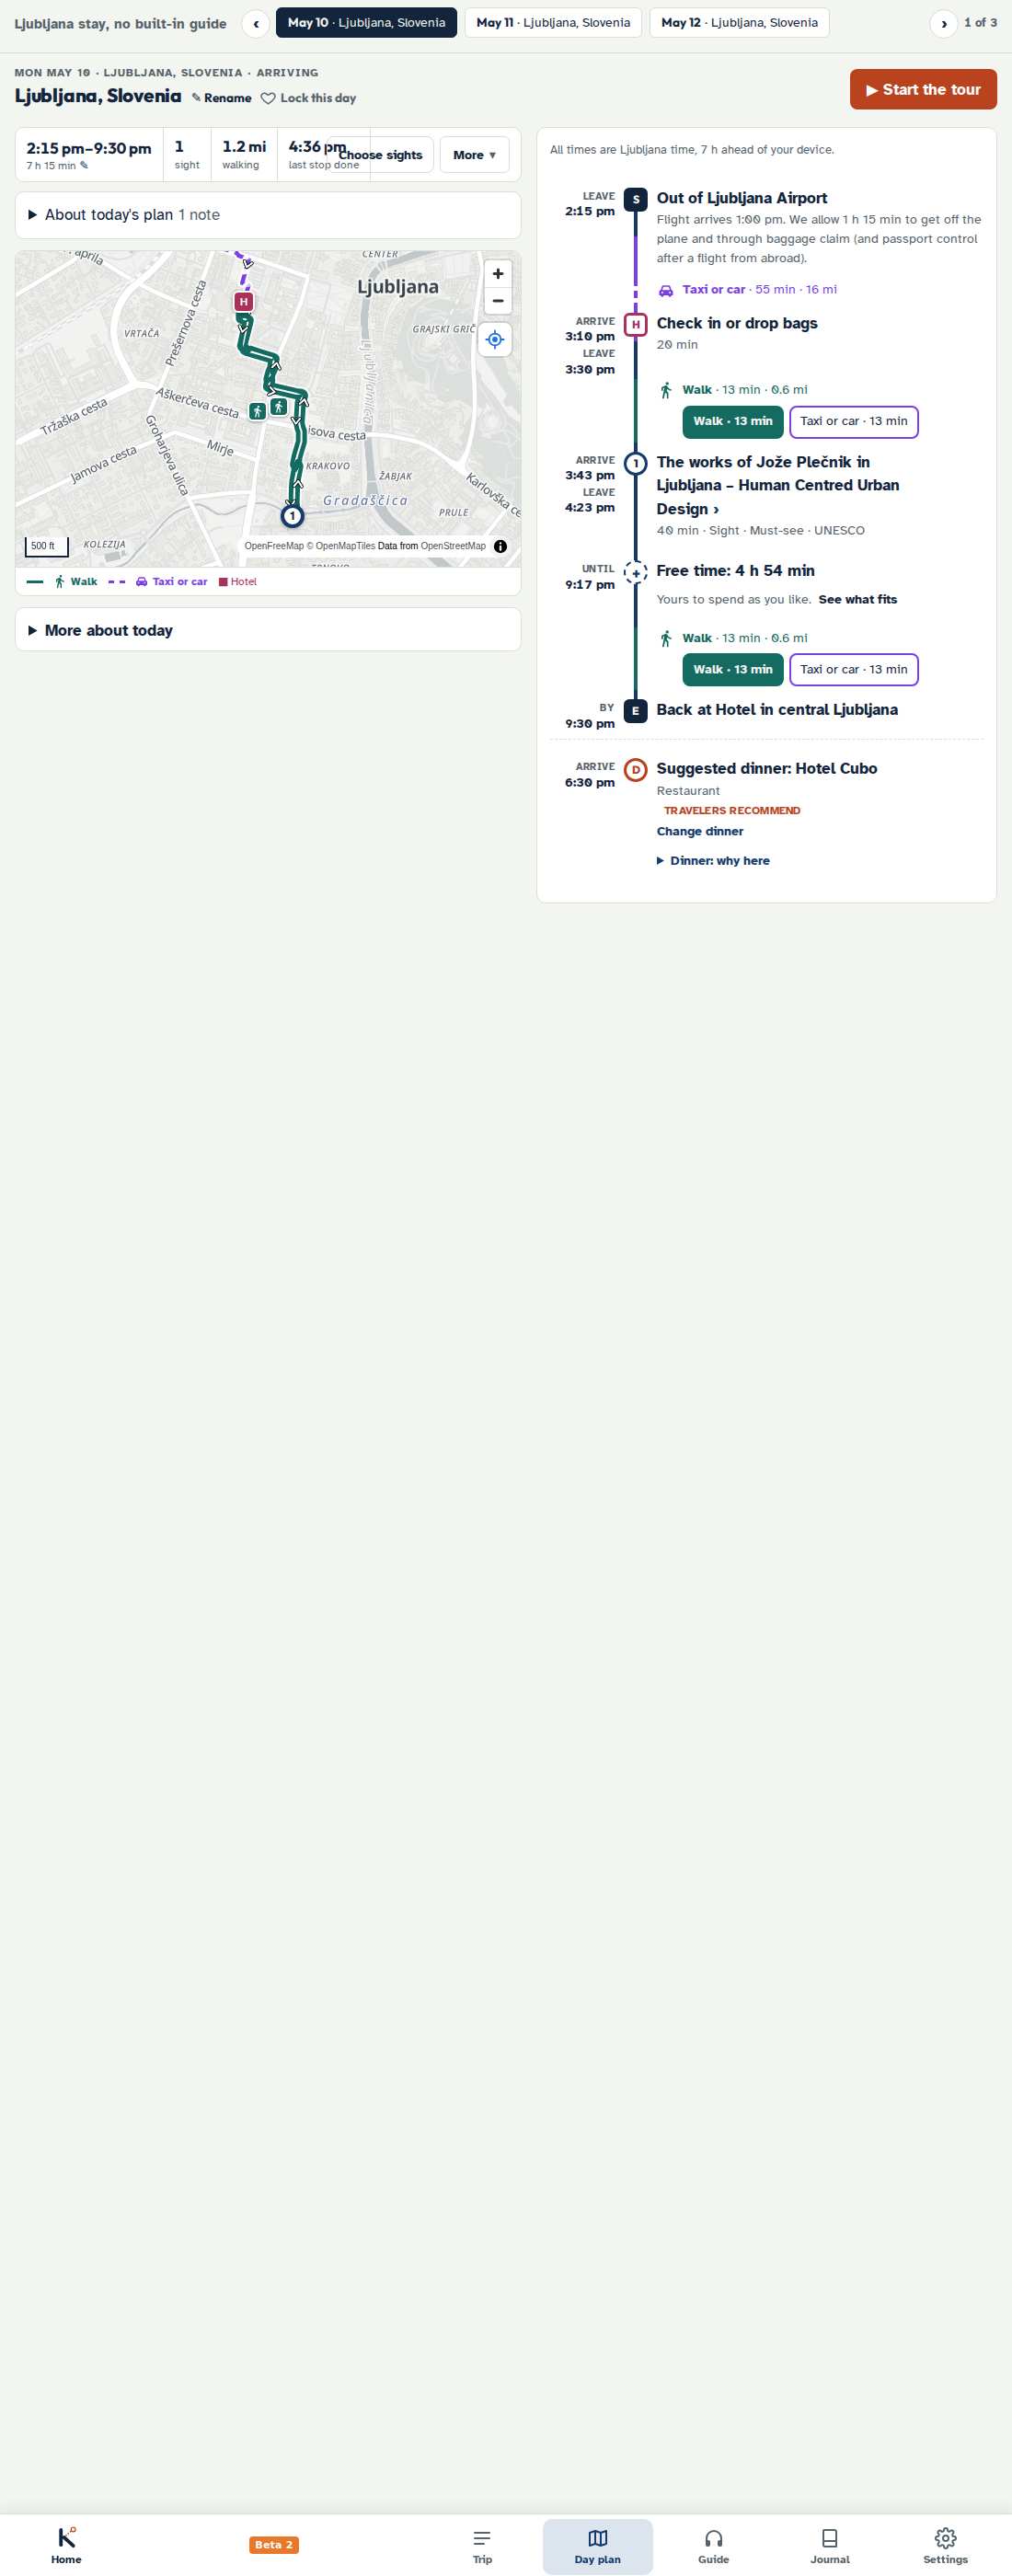 Ljubljana stay, no built-in guide
‹
May 10 · Ljubljana, Slovenia
May 11 · Ljubljana, Slovenia
May 12 · Ljubljana, Slovenia
›
1 of 3
MON MAY 10 · LJUBLJANA, SLOVENIA · ARRIVING
Ljubljana, Slovenia
✎ Rename
Lock this day
▶ Start the tour
2:15 pm–9:30 pm
7 h 15 min ✎
1
sight
1.2 mi
walking
4:36 pm
last stop done
Choose sights
More ▾
▶ About today's plan 1 note
aprila
CENTER
Ljubljana
+
−
H
Prešernova cesta
VRTAČA
GRAJSKI GRIČ
Ljubljanica
Aškerčeva cesta
Tržaška cesta
Groharjeva ulica
isova cesta
Mirje
Jamova cesta
KRAKOVO
ŽABJAK
Karlovška ce
Gradaščica
1
PRULE
500 ft
KOLEZIJA
OpenFreeMap © OpenMapTiles Data from OpenStreetMap
TRNOVO
Walk
Taxi or car
Hotel
▶ More about today
All times are Ljubljana time, 7 h ahead of your device.
LEAVE
2:15 pm
S
Out of Ljubljana Airport
Flight arrives 1:00 pm. We allow 1 h 15 min to get off the
plane and through baggage claim (and passport control
after a flight from abroad).
Taxi or car · 55 min · 16 mi
ARRIVE
3:10 pm
LEAVE
3:30 pm
H
Check in or drop bags
20 min
Walk · 13 min · 0.6 mi
Walk · 13 min
Taxi or car · 13 min
ARRIVE
3:43 pm
LEAVE
4:23 pm
1
The works of Jože Plečnik in
Ljubljana – Human Centred Urban
Design ›
40 min · Sight · Must-see · UNESCO
UNTIL
9:17 pm
+
Free time: 4 h 54 min
Yours to spend as you like. See what fits
Walk · 13 min · 0.6 mi
Walk · 13 min
Taxi or car · 13 min
BY
9:30 pm
E
Back at Hotel in central Ljubljana
ARRIVE
6:30 pm
D
Suggested dinner: Hotel Cubo
Restaurant
TRAVELERS RECOMMEND
Change dinner
▶ Dinner: why here
Home
Beta 2
Trip
Day plan
Guide
Journal
Settings